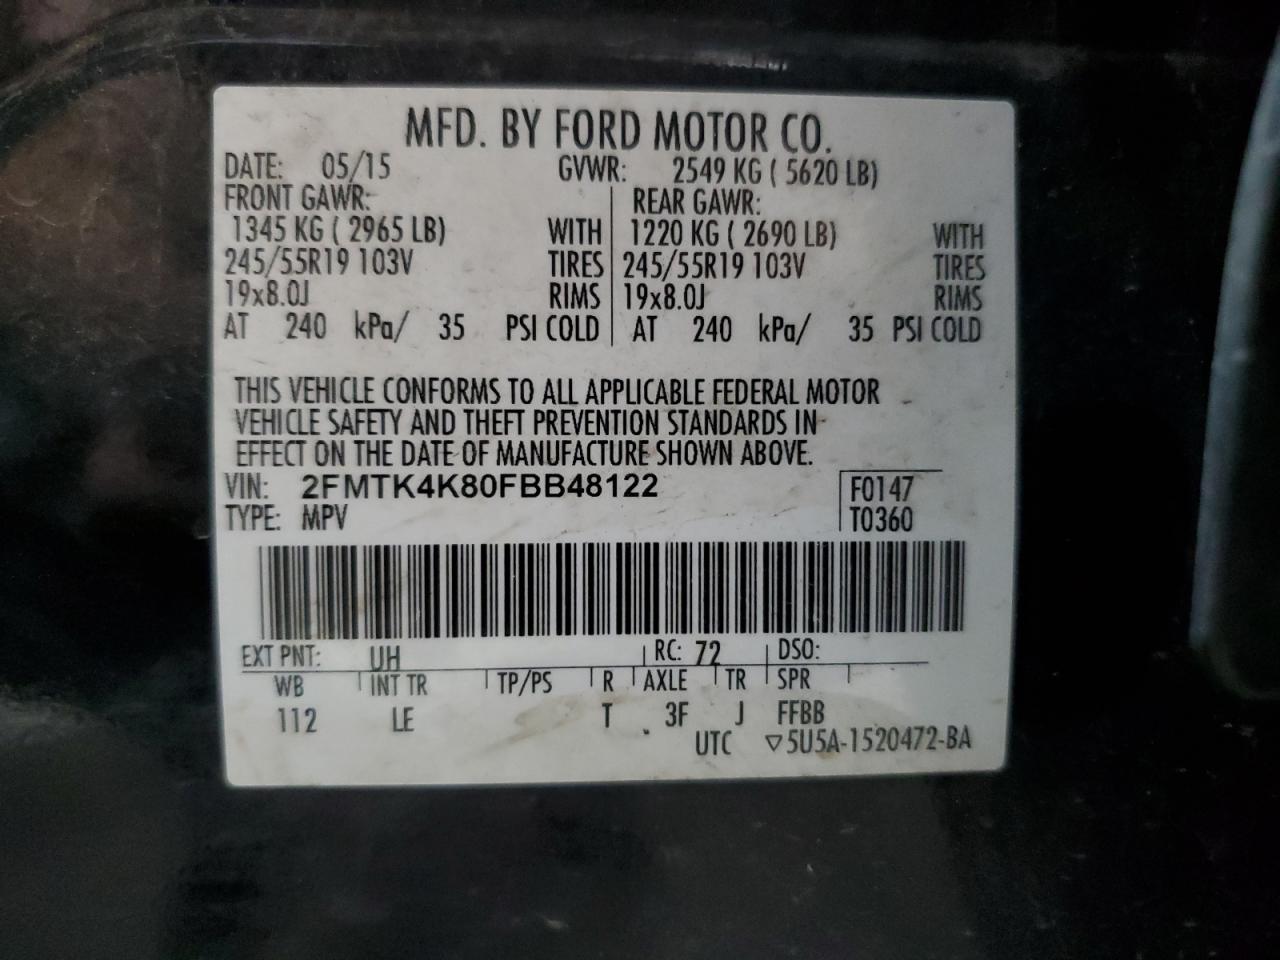 MFD. BY FORD MOTOR CO.
DATE: 05/15 GVWR: 2549 KG ( 5620 LB)
FRONT GAWR: REAR GAWR:
1345 KG ( 2965 LB) WITH 1220 KG ( 2690 LB) WITH
245/55R19 103V TIRES 245/55R19 103V TIRES
19x8.0J RIMS 19x8.0J RIMS
AT 240 kPa/ 35 PSI COLD AT 240 kPa/ 35 PSI COLD
THIS VEHICLE CONFORMS TO ALL APPLICABLE FEDERAL MOTOR
VEHICLE SAFETY AND THEFT PREVENTION STANDARDS IN
EFFECT ON THE DATE OF MANUFACTURE SHOWN ABOVE.
VIN: 2FMTK4K80FBB48122 F0147
TYPE: MPV T0360
EXT PNT: UH RC: 72 DSO:
WB INT TR TP/PS R AXLE TR SPR
112 LE T 3F J FFBB
UTC ▽5U5A-1520472-BA